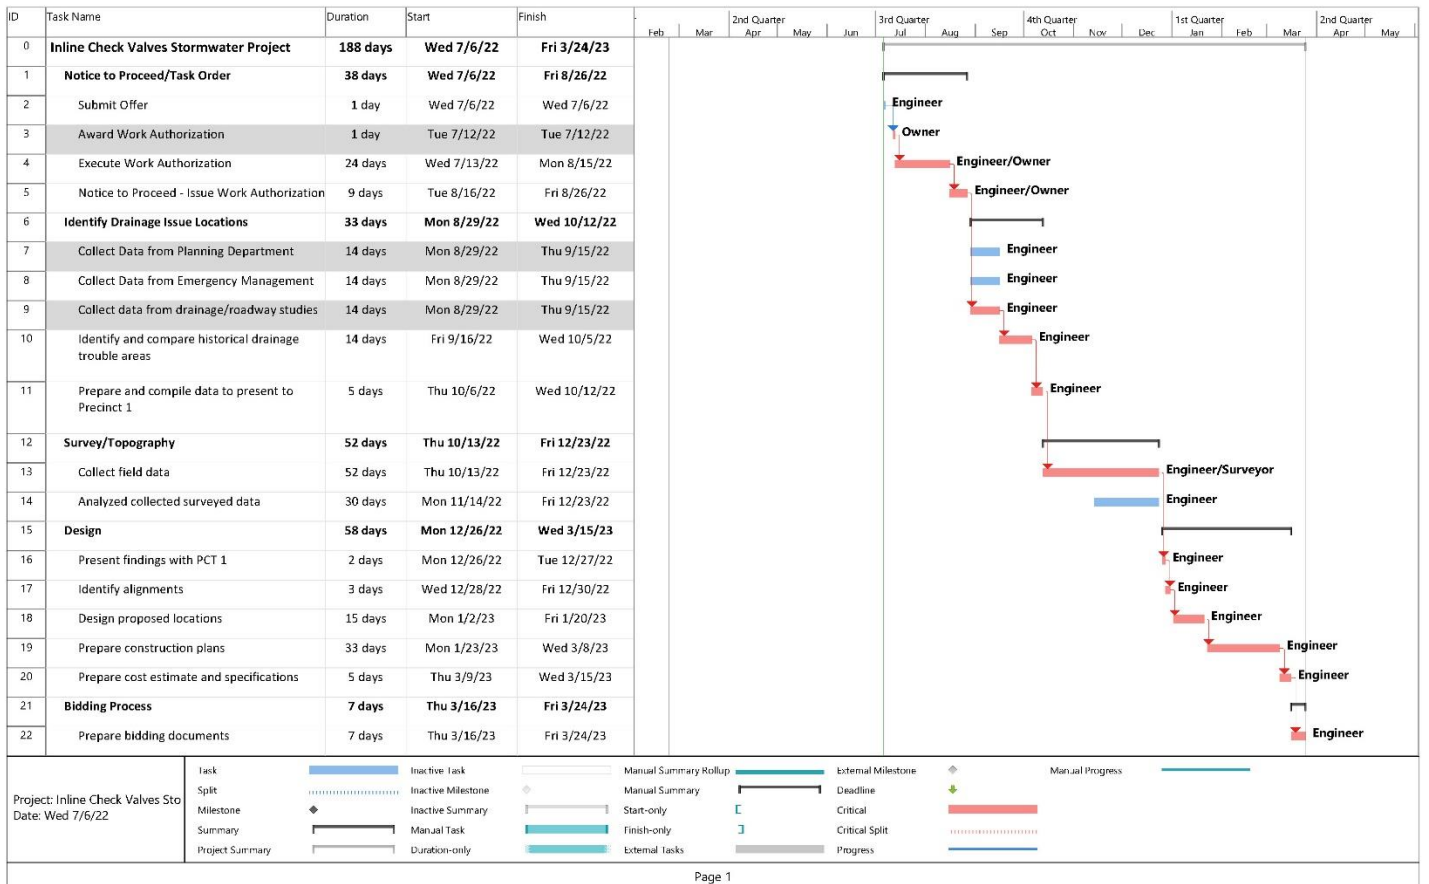 ID Task Name Duration Start Finish
2nd Quarter 3rd Quarter 4th Quarter 1st Quarter 2nd Quarter
Feb Mar Apr May Jun Jul Aug Sep Oct Nov Dec Jan Feb Mar Apr May
0 Inline Check Valves Stormwater Project 188 days Wed 7/6/22 Fri 3/24/23
1 Notice to Proceed/Task Order 38 days Wed 7/6/22 Fri 8/26/22
2 Submit Offer 1 day Wed 7/6/22 Wed 7/6/22 Engineer
3 Award Work Authorization 1 day Tue 7/12/22 Tue 7/12/22 Owner
4 Execute Work Authorization 24 days Wed 7/13/22 Mon 8/15/22 Engineer/Owner
5 Notice to Proceed - Issue Work Authorization 9 days Tue 8/16/22 Fri 8/26/22 Engineer/Owner
6 Identify Drainage Issue Locations 33 days Mon 8/29/22 Wed 10/12/22
7 Collect Data from Planning Department 14 days Mon 8/29/22 Thu 9/15/22 Engineer
8 Collect Data from Emergency Management 14 days Mon 8/29/22 Thu 9/15/22 Engineer
9 Collect data from drainage/roadway studies 14 days Mon 8/29/22 Thu 9/15/22 Engineer
10 Identify and compare historical drainage 14 days Fri 9/16/22 Wed 10/5/22 Engineer
trouble areas
11 Prepare and compile data to present to 5 days Thu 10/6/22 Wed 10/12/22 Engineer
Precinct 1
12 Survey/Topography 52 days Thu 10/13/22 Fri 12/23/22
13 Collect field data 52 days Thu 10/13/22 Fri 12/23/22 Engineer/Surveyor
14 Analyzed collected surveyed data 30 days Mon 11/14/22 Fri 12/23/22 Engineer
15 Design 58 days Mon 12/26/22 Wed 3/15/23
16 Present findings with PCT 1 2 days Mon 12/26/22 Tue 12/27/22 Engineer
17 Identify alignments 3 days Wed 12/28/22 Fri 12/30/22 Engineer
18 Design proposed locations 15 days Mon 1/2/23 Fri 1/20/23 Engineer
19 Prepare construction plans 33 days Mon 1/23/23 Wed 3/8/23 Engineer
20 Prepare cost estimate and specifications 5 days Thu 3/9/23 Wed 3/15/23 Engineer
21 Bidding Process 7 days Thu 3/16/23 Fri 3/24/23
22 Prepare bidding documents 7 days Thu 3/16/23 Fri 3/24/23 Engineer
Project: Inline Check Valves Sto
Date: Wed 7/6/22
Task Inactive Task Manual Summary Rollup External Milestone Manual Progress
Split Inactive Milestone Manual Summary Deadline
Milestone Inactive Summary Start-only Critical
Summary Manual Task Finish-only Critical Split
Project Summary Duration-only External Tasks Progress
Page 1